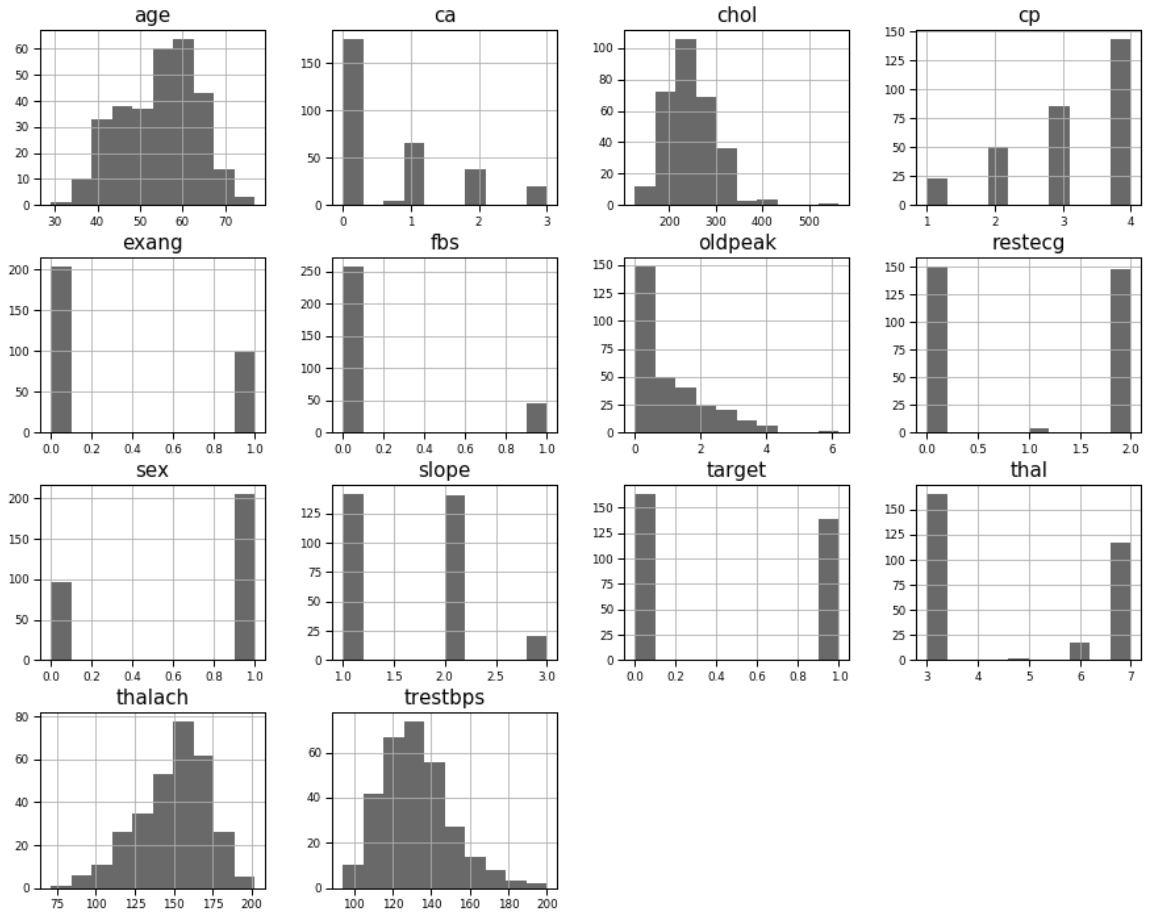 age ca chol cp
60 50 40 30 20 10 0
30 40 50 60 70
150 100 50 0
0 1 2 3
100 80 60 40 20 0
200 300 400 500
150 125 100 75 50 25 0
1 2 3 4
exang fbs oldpeak restecg
200 150 100 50 0
0.0 0.2 0.4 0.6 0.8 1.0
250 200 150 100 50 0
0.0 0.2 0.4 0.6 0.8 1.0
150 125 100 75 50 25 0
0 2 4 6
150 125 100 75 50 25 0
0.0 0.5 1.0 1.5 2.0
sex slope target thal
200 150 100 50 0
0.0 0.2 0.4 0.6 0.8 1.0
125 100 75 50 25 0
1.0 1.5 2.0 2.5 3.0
150 125 100 75 50 25 0
0.0 0.2 0.4 0.6 0.8 1.0
150 125 100 75 50 25 0
3 4 5 6 7
thalach trestbps
80 60 40 20 0
75 100 125 150 175 200
60 40 20 0
100 120 140 160 180 200